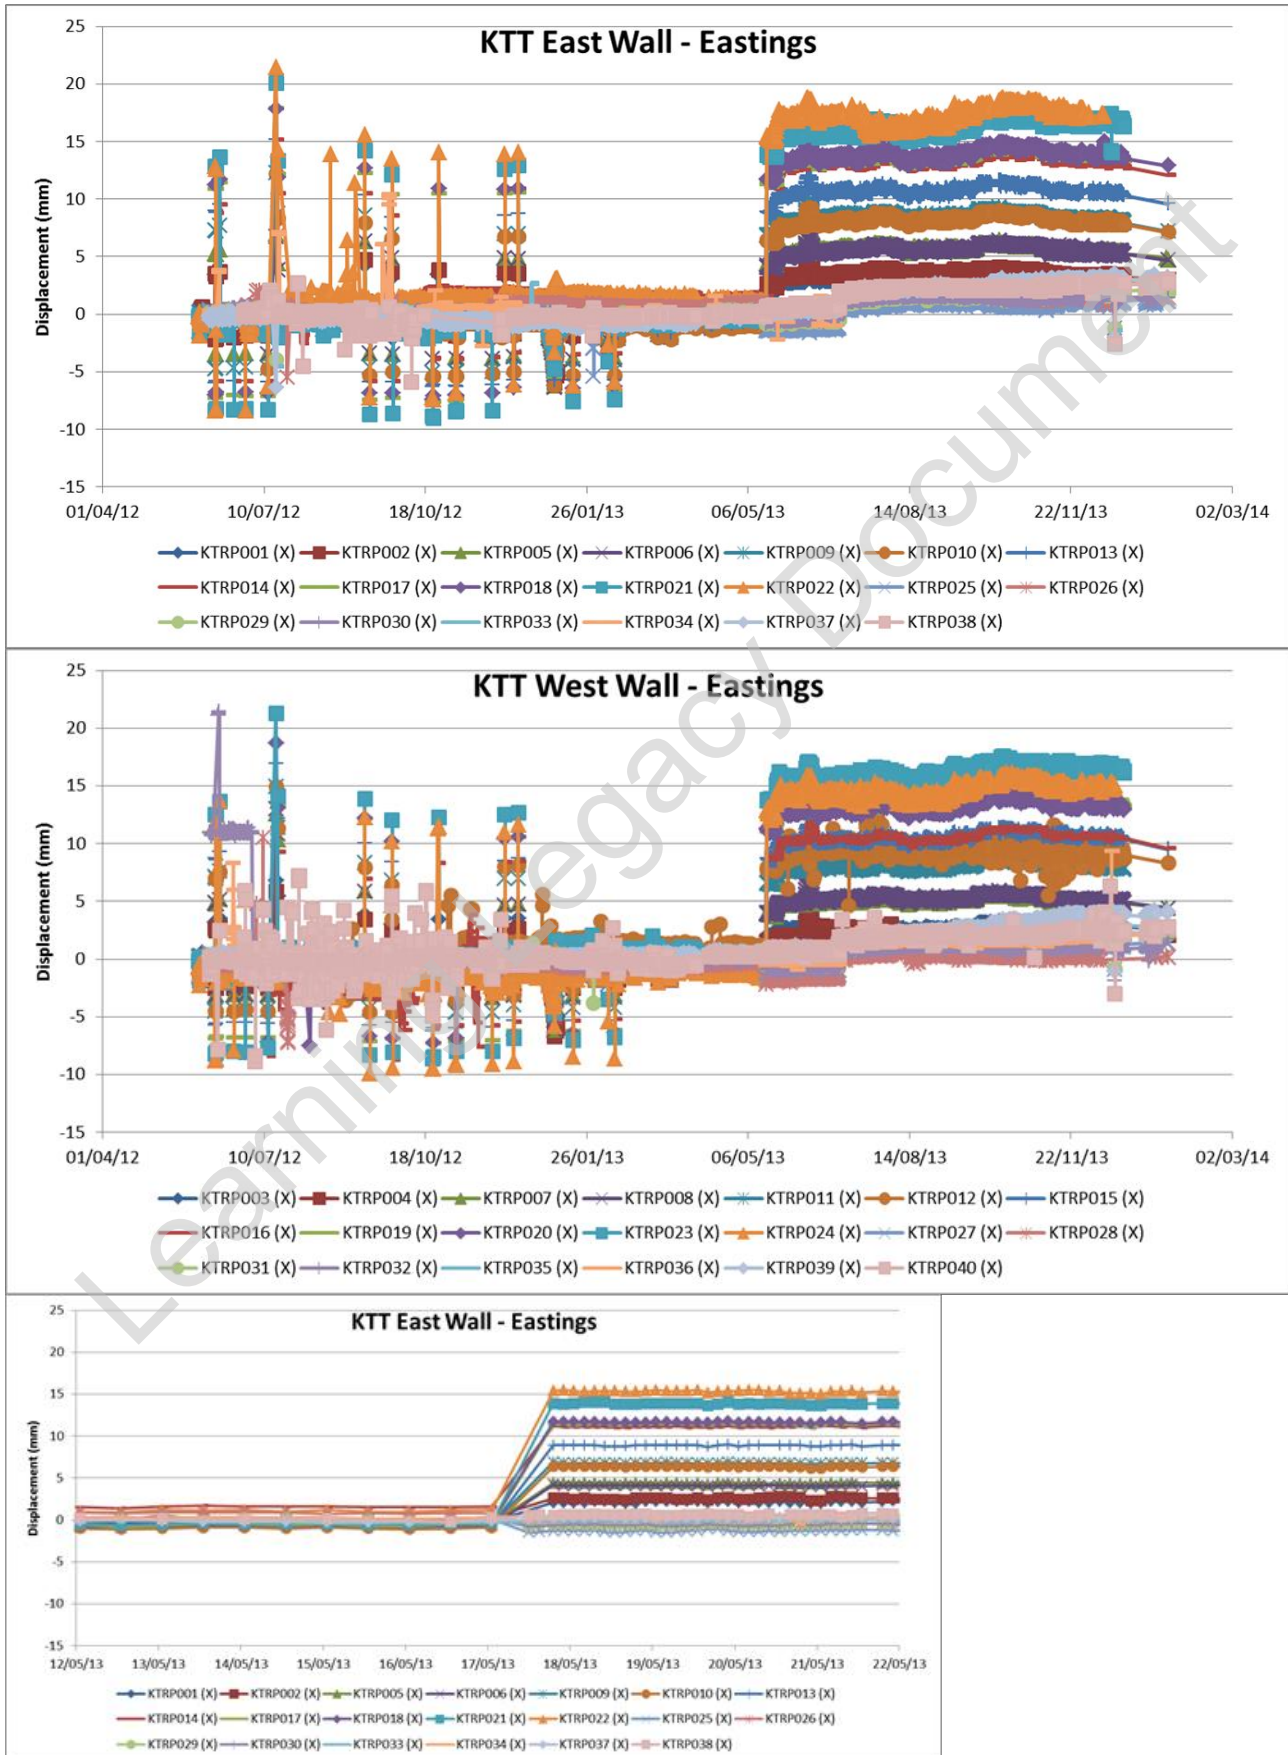 KTT East Wall - Eastings
25
20
15
10
5
0
-5
-10
-15
Displacement (mm)
01/04/12 10/07/12 18/10/12 26/01/13 06/05/13 14/08/13 22/11/13 02/03/14
KTRP001 (X) KTRP002 (X) KTRP005 (X) KTRP006 (X) KTRP009 (X) KTRP010 (X) KTRP013 (X)
KTRP014 (X) KTRP017 (X) KTRP018 (X) KTRP021 (X) KTRP022 (X) KTRP025 (X) KTRP026 (X)
KTRP029 (X) KTRP030 (X) KTRP033 (X) KTRP034 (X) KTRP037 (X) KTRP038 (X)
KTT West Wall - Eastings
25
20
15
10
5
0
-5
-10
-15
Displacement (mm)
01/04/12 10/07/12 18/10/12 26/01/13 06/05/13 14/08/13 22/11/13 02/03/14
KTRP003 (X) KTRP004 (X) KTRP007 (X) KTRP008 (X) KTRP011 (X) KTRP012 (X) KTRP015 (X)
KTRP016 (X) KTRP019 (X) KTRP020 (X) KTRP023 (X) KTRP024 (X) KTRP027 (X) KTRP028 (X)
KTRP031 (X) KTRP032 (X) KTRP035 (X) KTRP036 (X) KTRP039 (X) KTRP040 (X)
KTT East Wall - Eastings
25
20
15
10
5
0
-5
-10
-15
Displacement (mm)
12/05/13 13/05/13 14/05/13 15/05/13 16/05/13 17/05/13 18/05/13 19/05/13 20/05/13 21/05/13 22/05/13
KTRP001 (X) KTRP002 (X) KTRP005 (X) KTRP006 (X) KTRP009 (X) KTRP010 (X) KTRP013 (X)
KTRP014 (X) KTRP017 (X) KTRP018 (X) KTRP021 (X) KTRP022 (X) KTRP025 (X) KTRP026 (X)
KTRP029 (X) KTRP030 (X) KTRP033 (X) KTRP034 (X) KTRP037 (X) KTRP038 (X)
Learning Legacy Document